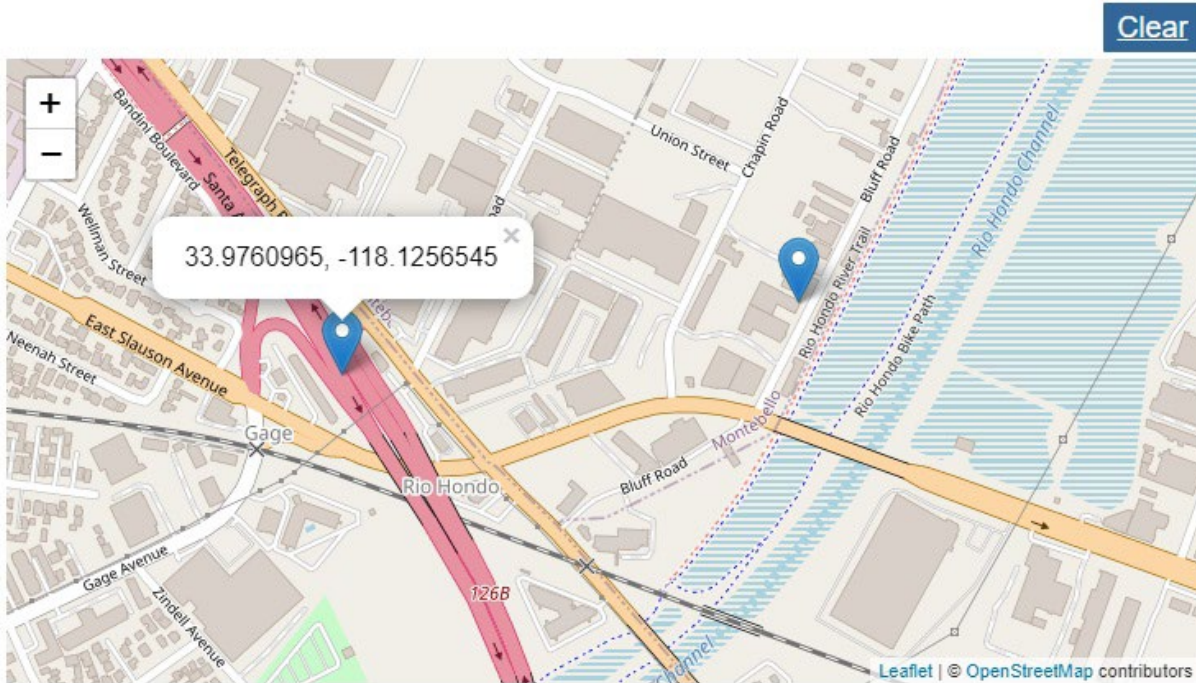 Clear
+
−
Bandini Boulevard
Telegraph
Santa A
Wellman Street
Union Street
Chapin Road
Bluff Road
Rio Hondo Channel
33.9760965, -118.1256545
×
Monteb
East Slauson Avenue
Neenah Street
Rio Hondo River Trail
Rio Hondo Bike Path
Gage
Montebello
Rio Hondo
Bluff Road
Gage Avenue
126B
Zindell Avenue
Channel
Leaflet | © OpenStreetMap contributors